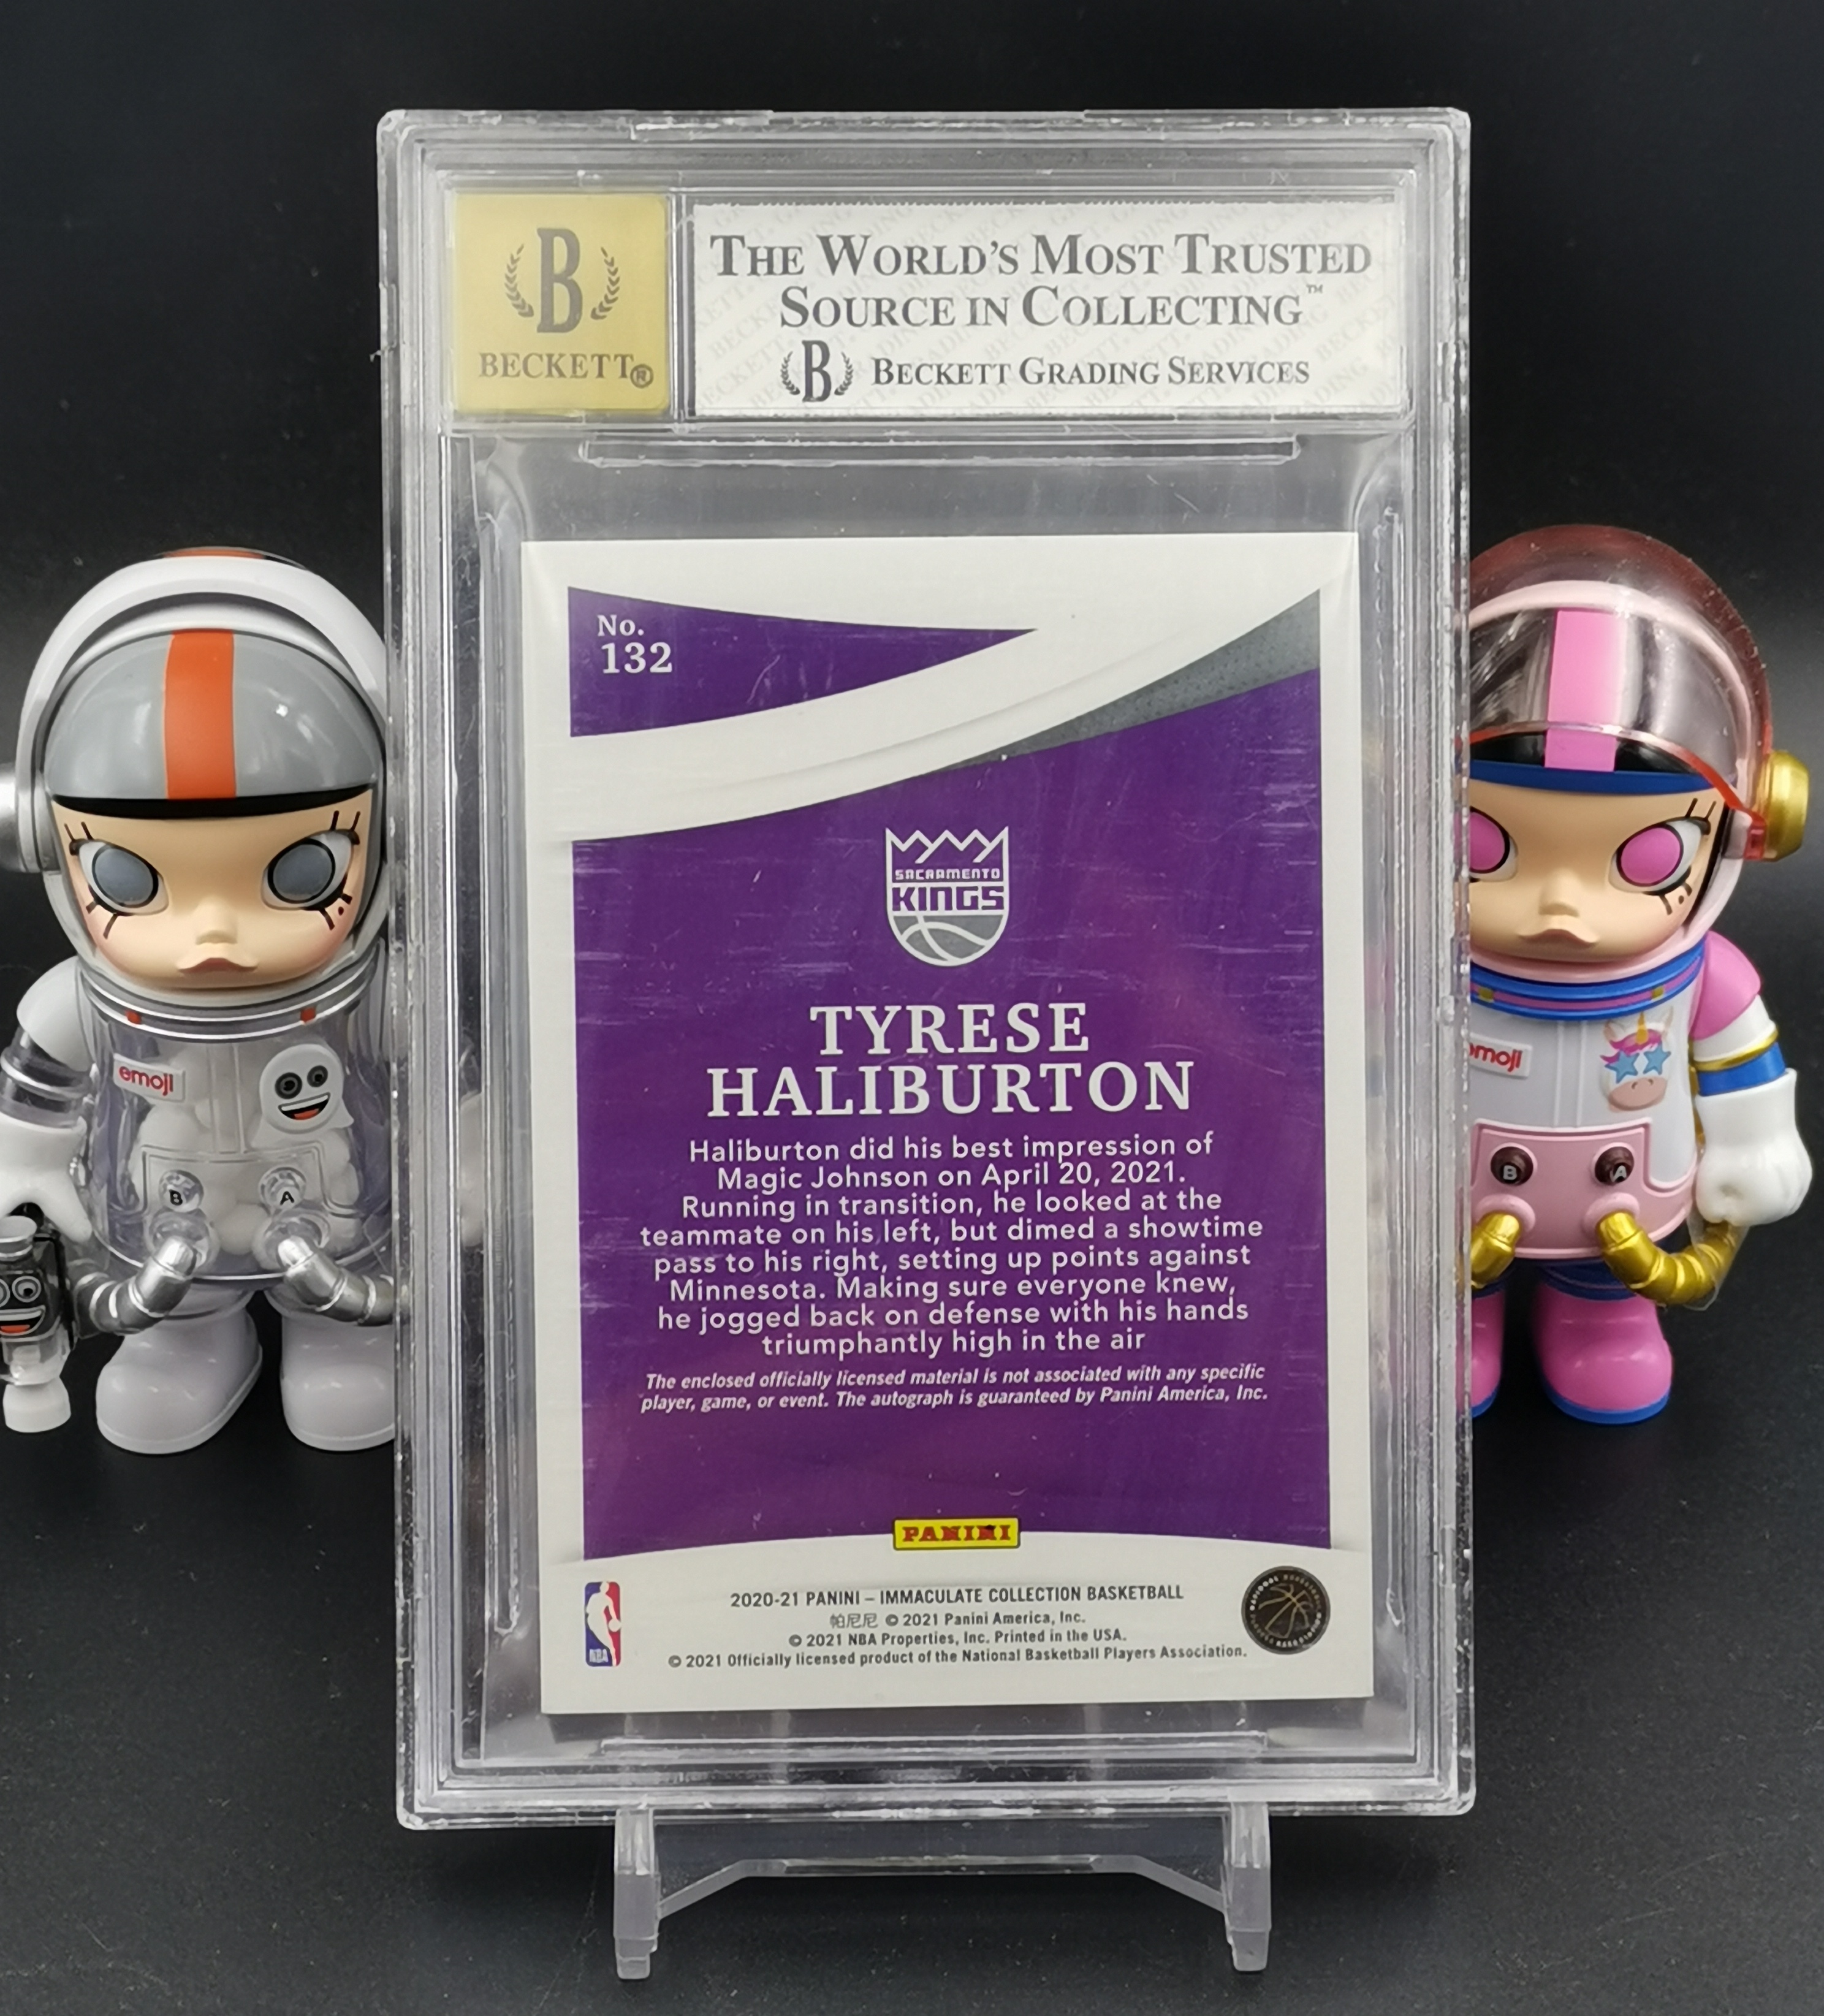 B
BECKETT®
THE WORLD'S MOST TRUSTED
SOURCE IN COLLECTING™
B BECKETT GRADING SERVICES
No.
132
SACRAMENTO
KINGS
TYRESE
HALIBURTON
Haliburton did his best impression of
Magic Johnson on April 20, 2021.
Running in transition, he looked at the
teammate on his left, but dimed a showtime
pass to his right, setting up points against
Minnesota. Making sure everyone knew,
he jogged back on defense with his hands
triumphantly high in the air
The enclosed officially licensed material is not associated with any specific
player, game, or event. The autograph is guaranteed by Panini America, Inc.
PANINI
2020-21 PANINI – IMMACULATE COLLECTION BASKETBALL
帕尼尼 © 2021 Panini America, Inc.
© 2021 NBA Properties, Inc. Printed in the USA.
© 2021 Officially licensed product of the National Basketball Players Association.
NBA
emoji
B
A
emoji
B
A